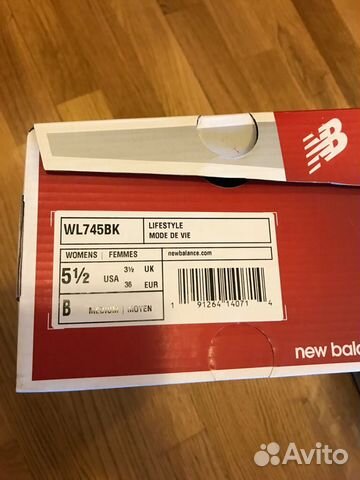 NB
WL745BK
LIFESTYLE
MODE DE VIE
WOMENS | FEMMES
newbalance.com
5½ USA 3½ UK
36 EUR
B MEDIUM | MOYEN
1 91264 14071 4
new bala
Avito